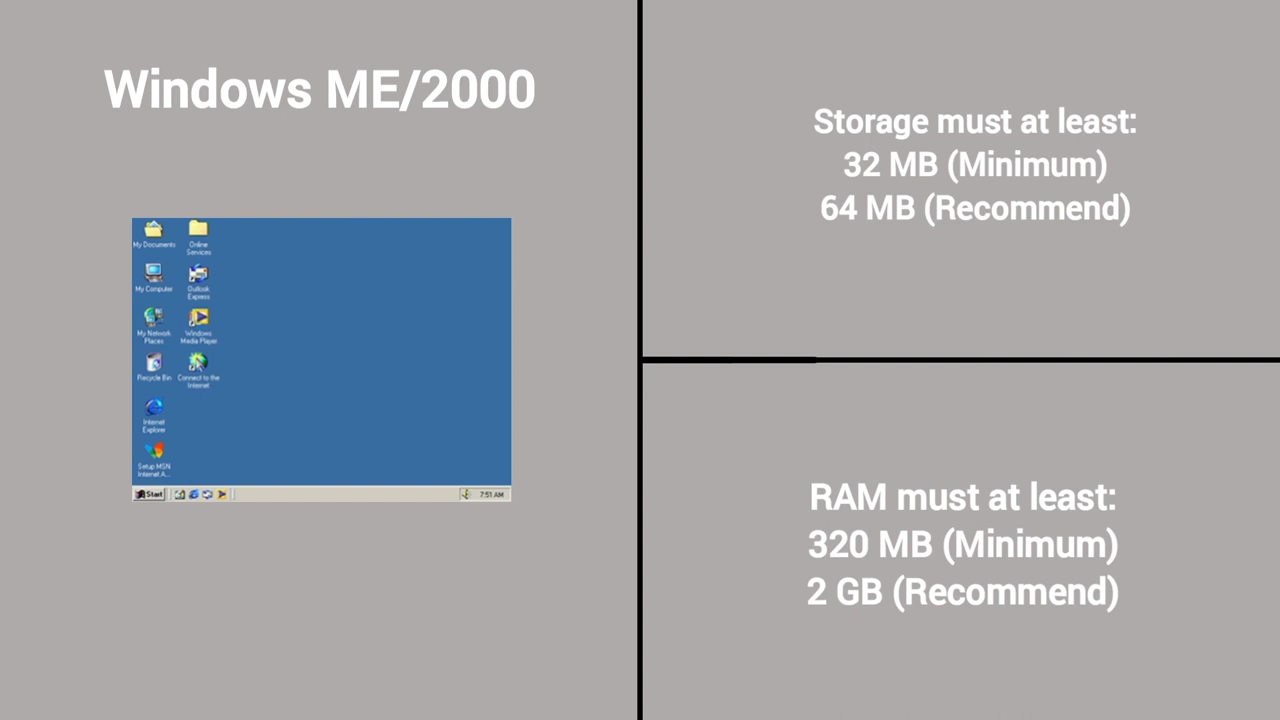 Windows ME/2000
Storage must at least:
32 MB (Minimum)
64 MB (Recommend)
My Documents
Online
Services
My Computer
Outlook
Express
My Network
Places
Windows
Media Player
Recycle Bin
Connect to the
Internet
Internet
Explorer
Setup MSN
Internet A...
Start
7:51 AM
RAM must at least:
320 MB (Minimum)
2 GB (Recommend)